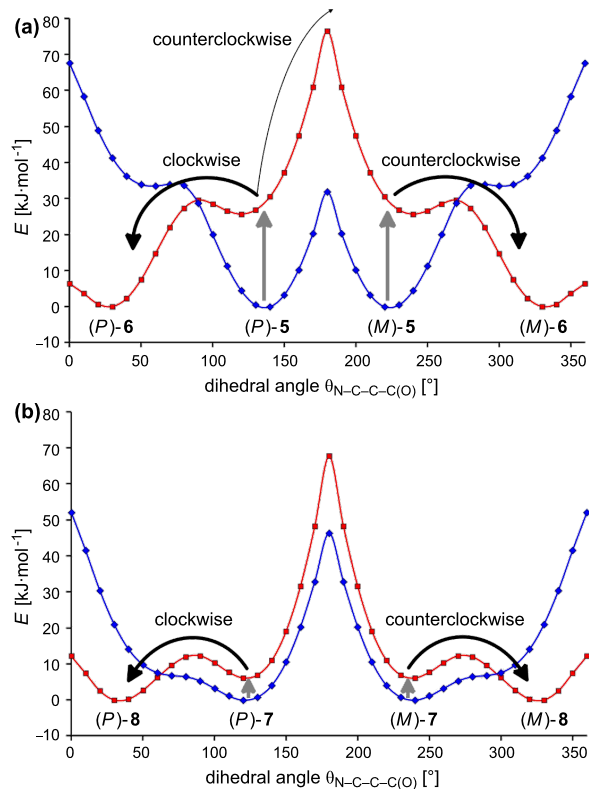 (a)
80
70
60
50
40
30
20
10
0
–10
E [kJ·mol-1]
counterclockwise
clockwise
counterclockwise
(P)-6 (P)-5 (M)-5 (M)-6
0 50 100 150 200 250 300 350
dihedral angle θN–C–C–C(O) [°]
(b)
80
70
60
50
40
30
20
10
0
–10
E [kJ·mol-1]
clockwise counterclockwise
(P)-8 (P)-7 (M)-7 (M)-8
0 50 100 150 200 250 300 350
dihedral angle θN–C–C–C(O) [°]